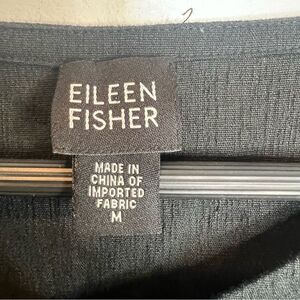 EILEEN
FISHER
MADE IN
CHINA OF
IMPORTED
FABRIC
M